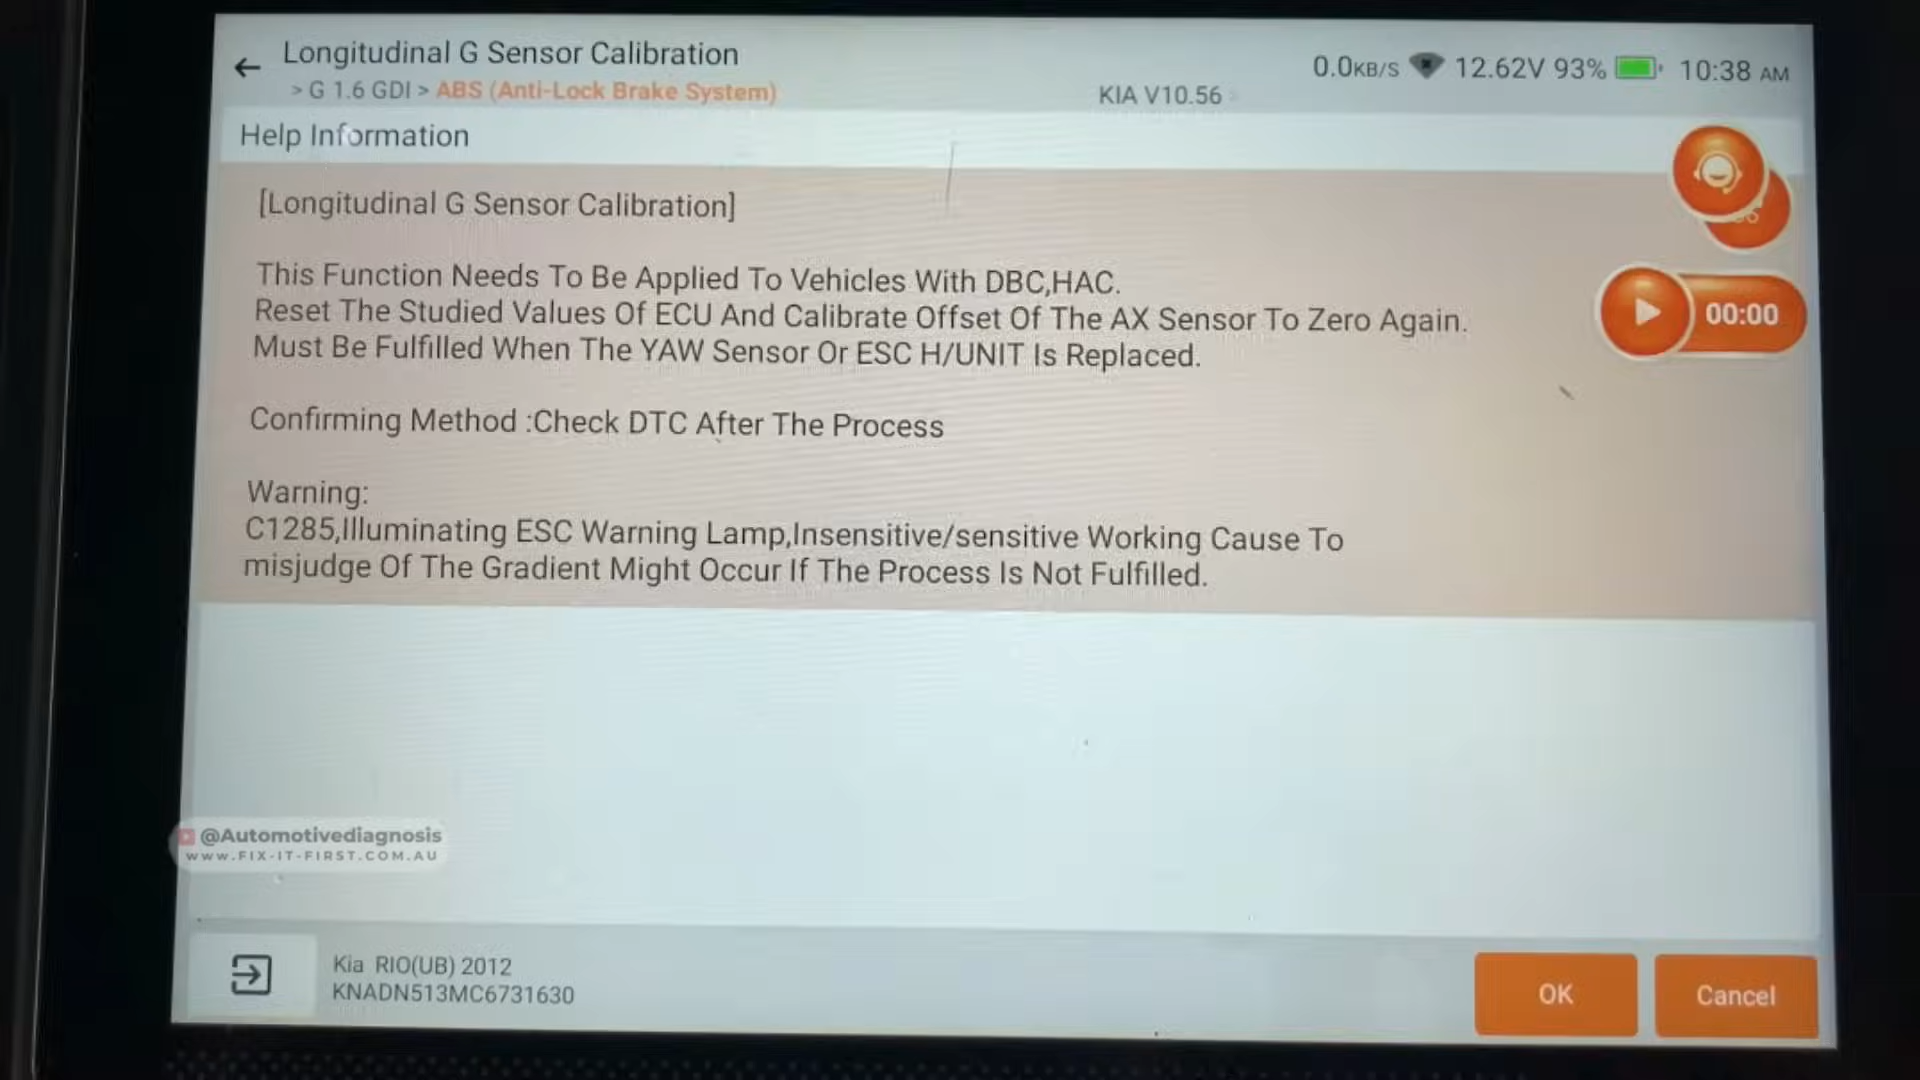 Longitudinal G Sensor Calibration
> G 1.6 GDI > ABS (Anti-Lock Brake System)
KIA V10.56
0.0KB/S 12.62V 93% 10:38 AM
Help Information
[Longitudinal G Sensor Calibration]
This Function Needs To Be Applied To Vehicles With DBC,HAC.
Reset The Studied Values Of ECU And Calibrate Offset Of The AX Sensor To Zero Again.
Must Be Fulfilled When The YAW Sensor Or ESC H/UNIT Is Replaced.
Confirming Method :Check DTC After The Process
Warning:
C1285,Illuminating ESC Warning Lamp,Insensitive/sensitive Working Cause To
misjudge Of The Gradient Might Occur If The Process Is Not Fulfilled.
00:00
@Automotivediagnosis
WWW.FIX-IT-FIRST.COM.AU
Kia RIO(UB) 2012
KNADN513MC6731630
OK
Cancel